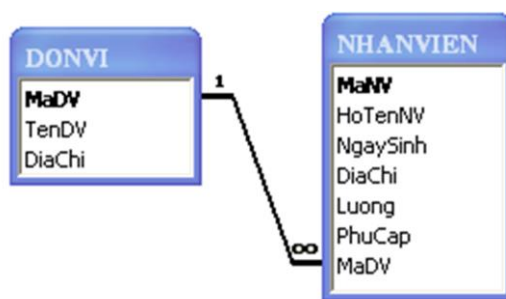 DONVI
MaDV
TenDV
DiaChi
1
∞
NHANVIEN
MaNV
HoTenNV
NgaySinh
DiaChi
Luong
PhuCap
MaDV